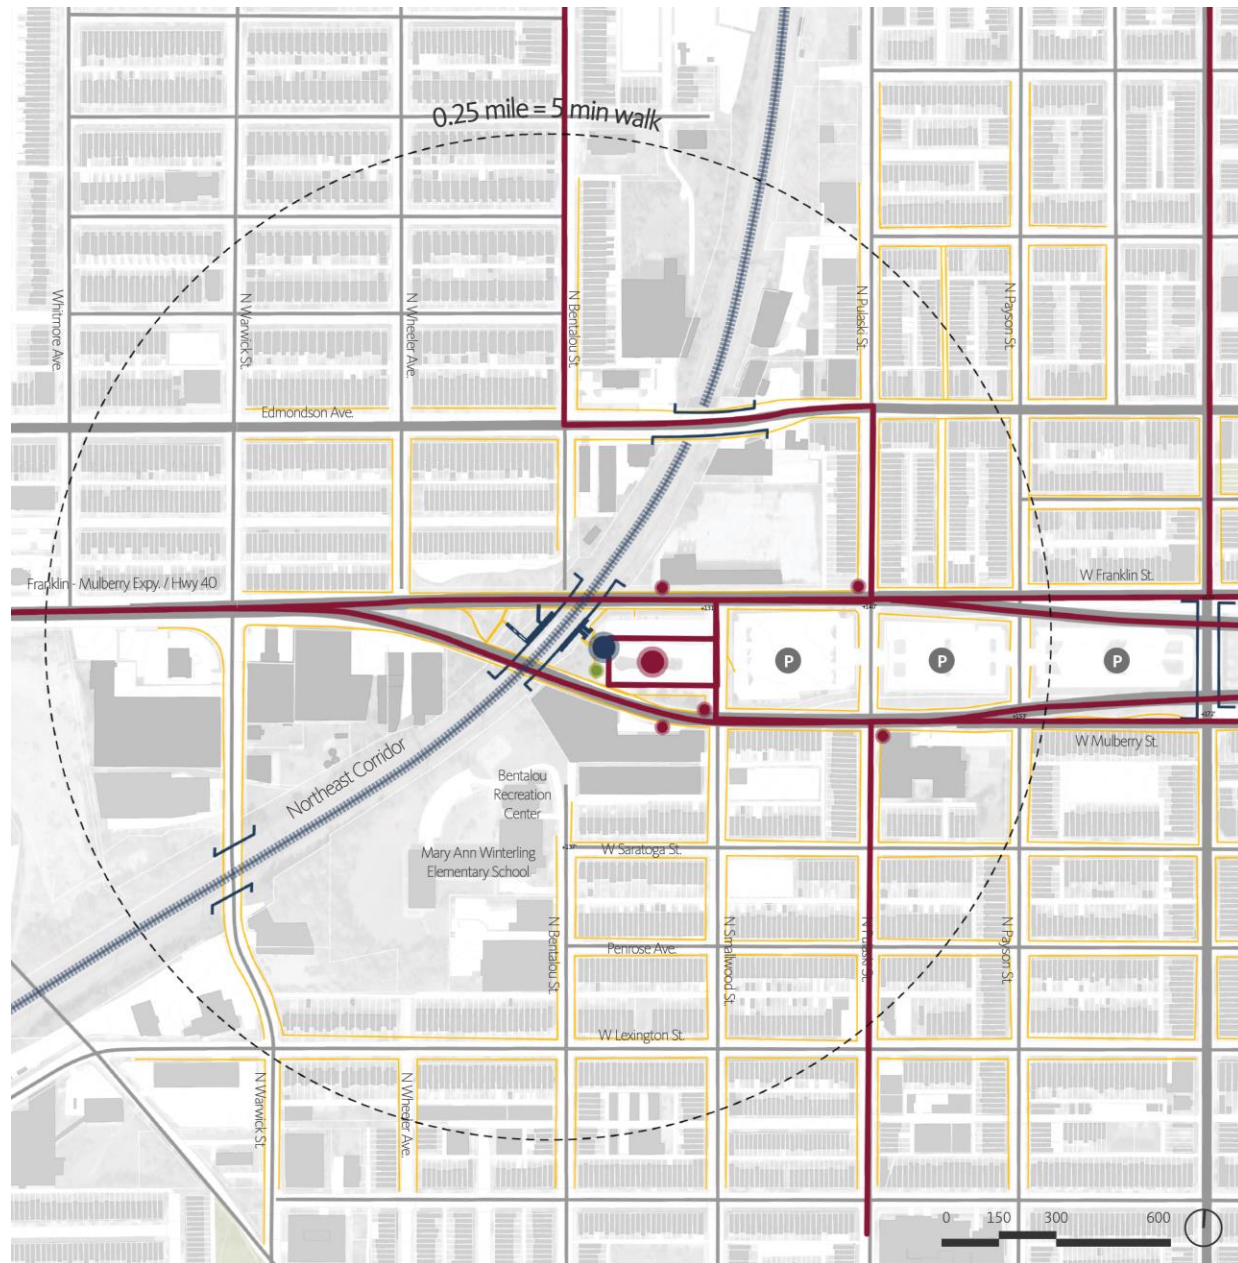 0.25 mile = 5 min walk
Whitmore Ave.
N Warwick St.
N Wheeler Ave.
N Bentalou St.
N Pulaski St.
N Payson St.
Edmondson Ave.
Franklin - Mulberry Expy. / Hwy 40
W Franklin St.
P
P
P
W Mulberry St.
Northeast Corridor
Bentalou
Recreation
Center
Mary Ann Winterling
Elementary School
W Saratoga St.
N Bentalou St.
N Smallwood St.
N Pulaski St.
N Payson St.
Penrose Ave.
W Lexington St.
N Warwick St.
N Wheeler Ave.
0 150 300 600